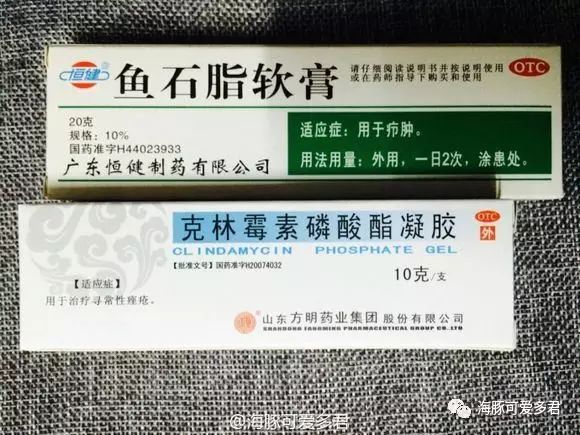 恒健
鱼石脂软膏
请仔细阅读说明书并按说明使用
或在药师指导下购买和使用
OTC
20克
规格:10%
国药准字H44023933
广东恒健制药有限公司
适应症:用于疖肿。
用法用量:外用,一日2次,涂患处。
克林霉素磷酸酯凝胶
CLINDAMYCIN PHOSPHATE GEL
OTC
外
【批准文号】国药准字H20074032
10克/支
【适应症】
用于治疗寻常性痤疮。
山东方明药业集团股份有限公司
SHANDONG FANGMING PHARMACEUTICAL GROUP CO.,LTD
@海豚可爱多君
海豚可爱多君